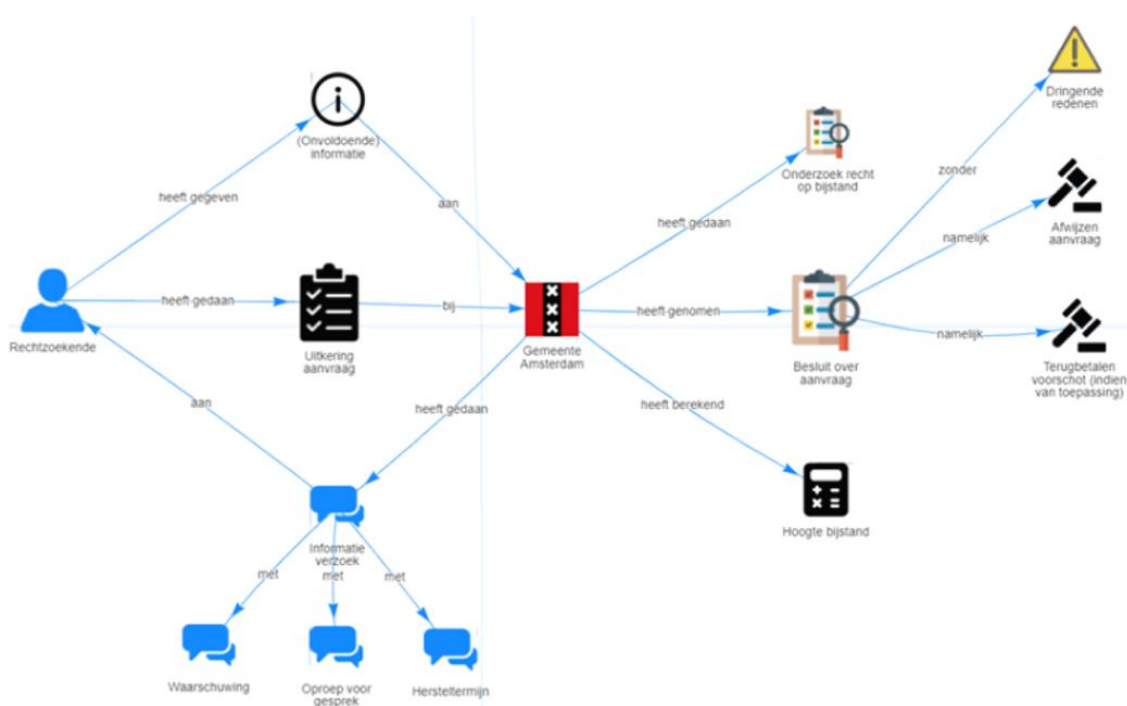 Dringende
redenen
(Onvoldoende)
informatie
Onderzoek recht
op bijstand
zonder
heeft gegeven
aan
heeft gedaan
namelijk
Afwijzen
aanvraag
heeft gedaan
bij
heeft genomen
namelijk
Rechtzoekende
Uitkering
aanvraag
Gemeente
Amsterdam
Besluit over
aanvraag
Terugbetalen
voorschot (indien
van toepassing)
aan
heeft gedaan
heeft berekend
Hoogte bijstand
Informatie
verzoek
met
met
met
Waarschuwing
Oproep voor
gesprek
Hersteltermijn